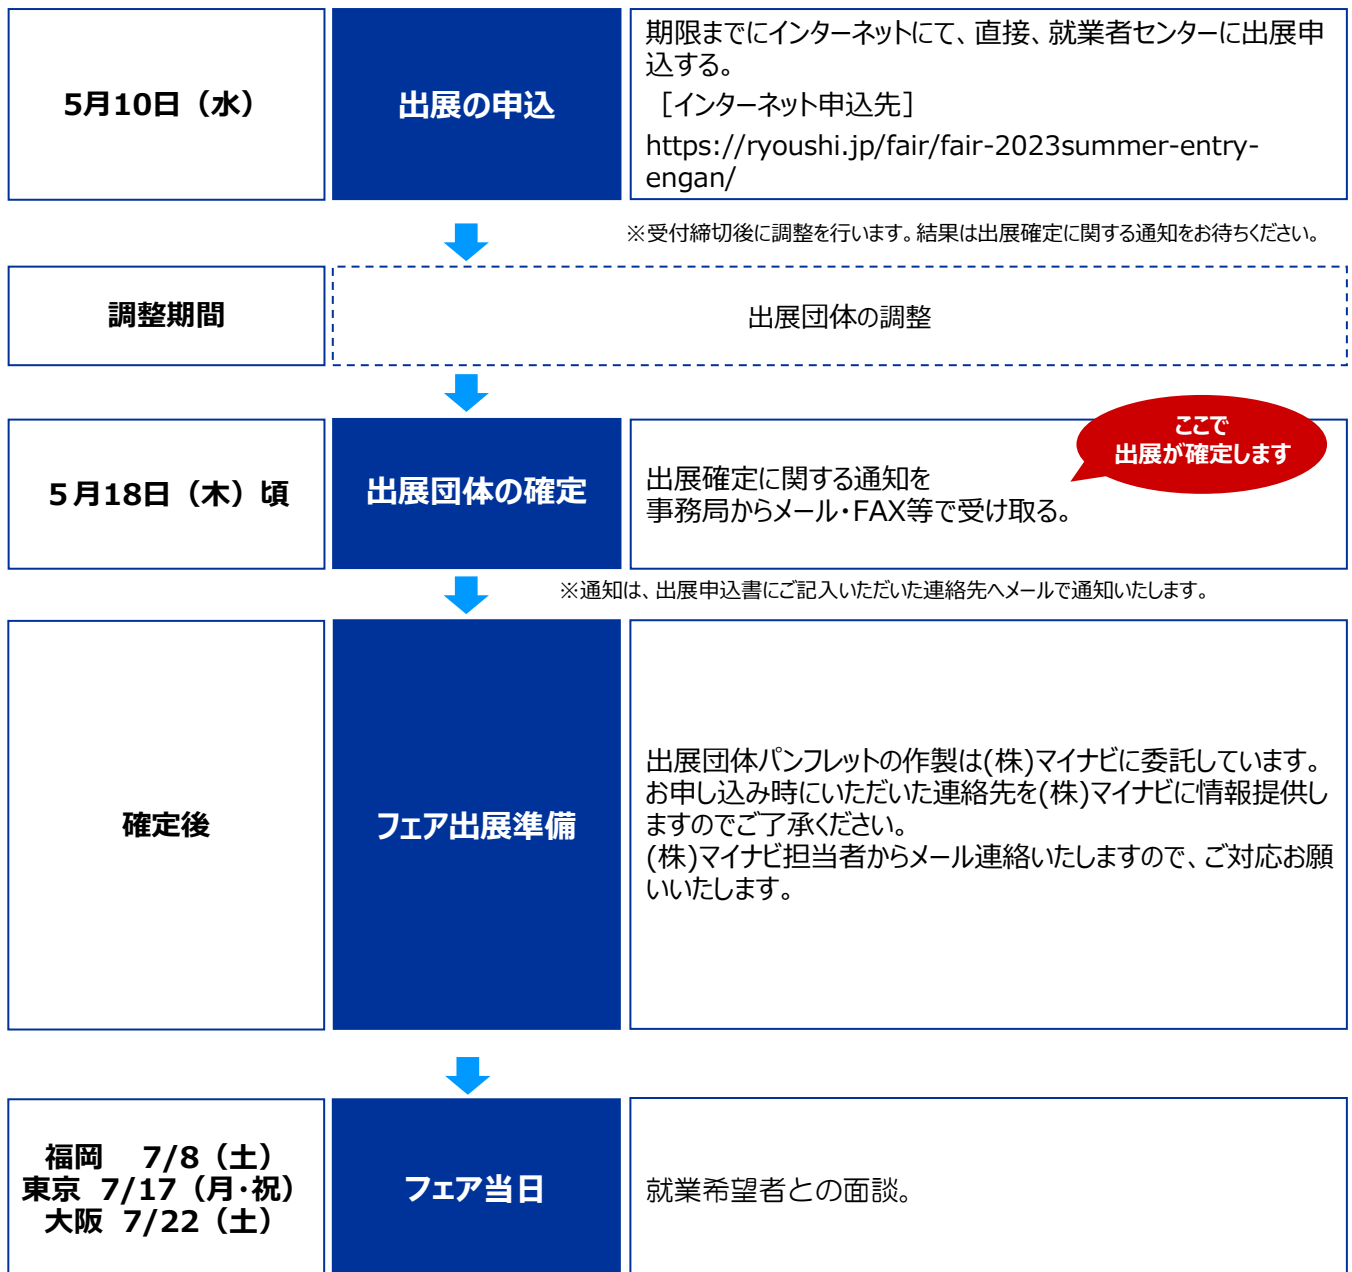 5月10日（水）
出展の申込
期限までにインターネットにて、直接、就業者センターに出展申
込する。
［インターネット申込先］
https://ryoushi.jp/fair/fair-2023summer-entry-
engan/
※受付締切後に調整を行います。結果は出展確定に関する通知をお待ちください。
調整期間
出展団体の調整
５月18日（木）頃
出展団体の確定
ここで
出展が確定します
出展確定に関する通知を
事務局からメール・FAX等で受け取る。
※通知は、出展申込書にご記入いただいた連絡先へメールで通知いたします。
確定後
フェア出展準備
出展団体パンフレットの作製は(株)マイナビに委託しています。
お申し込み時にいただいた連絡先を(株)マイナビに情報提供し
ますのでご了承ください。
(株)マイナビ担当者からメール連絡いたしますので、ご対応お願
いいたします。
福岡　7/8（土）
東京 7/17（月・祝）
大阪 7/22（土）
フェア当日
就業希望者との面談。